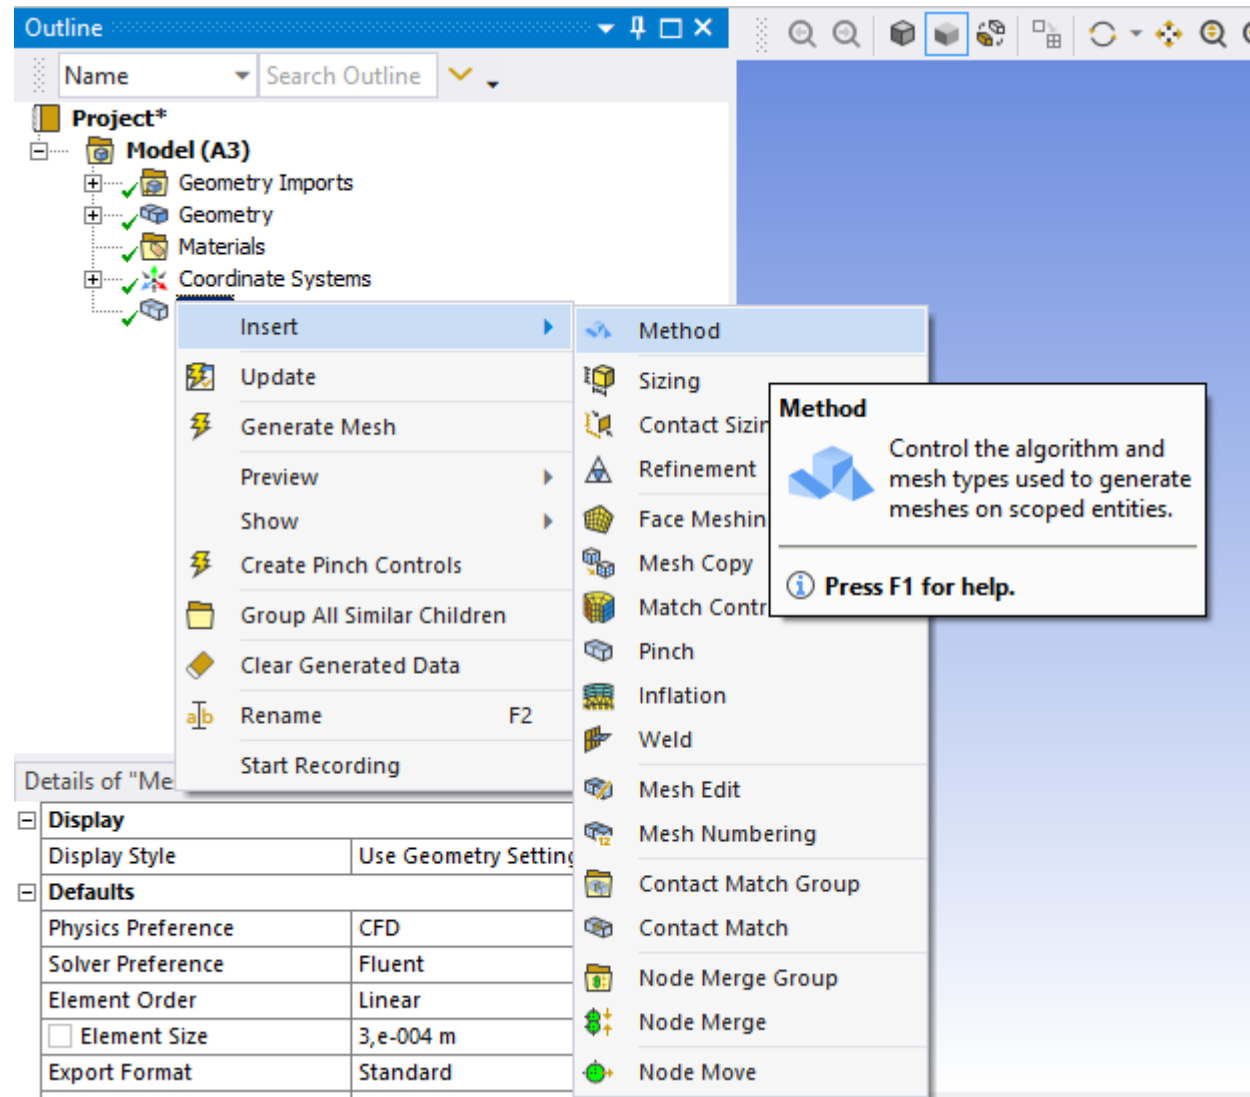 Outline
Name
Search Outline
Project*
Model (A3)
Geometry Imports
Geometry
Materials
Coordinate Systems
Insert
Update
Generate Mesh
Preview
Show
Create Pinch Controls
Group All Similar Children
Clear Generated Data
Rename F2
Start Recording
Method
Sizing
Contact Sizin
Refinement
Face Meshin
Mesh Copy
Match Contr
Pinch
Inflation
Weld
Mesh Edit
Mesh Numbering
Contact Match Group
Contact Match
Node Merge Group
Node Merge
Node Move
Method
Control the algorithm and
mesh types used to generate
meshes on scoped entities.
Press F1 for help.
Details of "Me
Display
Display Style Use Geometry Setting
Defaults
Physics Preference CFD
Solver Preference Fluent
Element Order Linear
Element Size 3,e-004 m
Export Format Standard